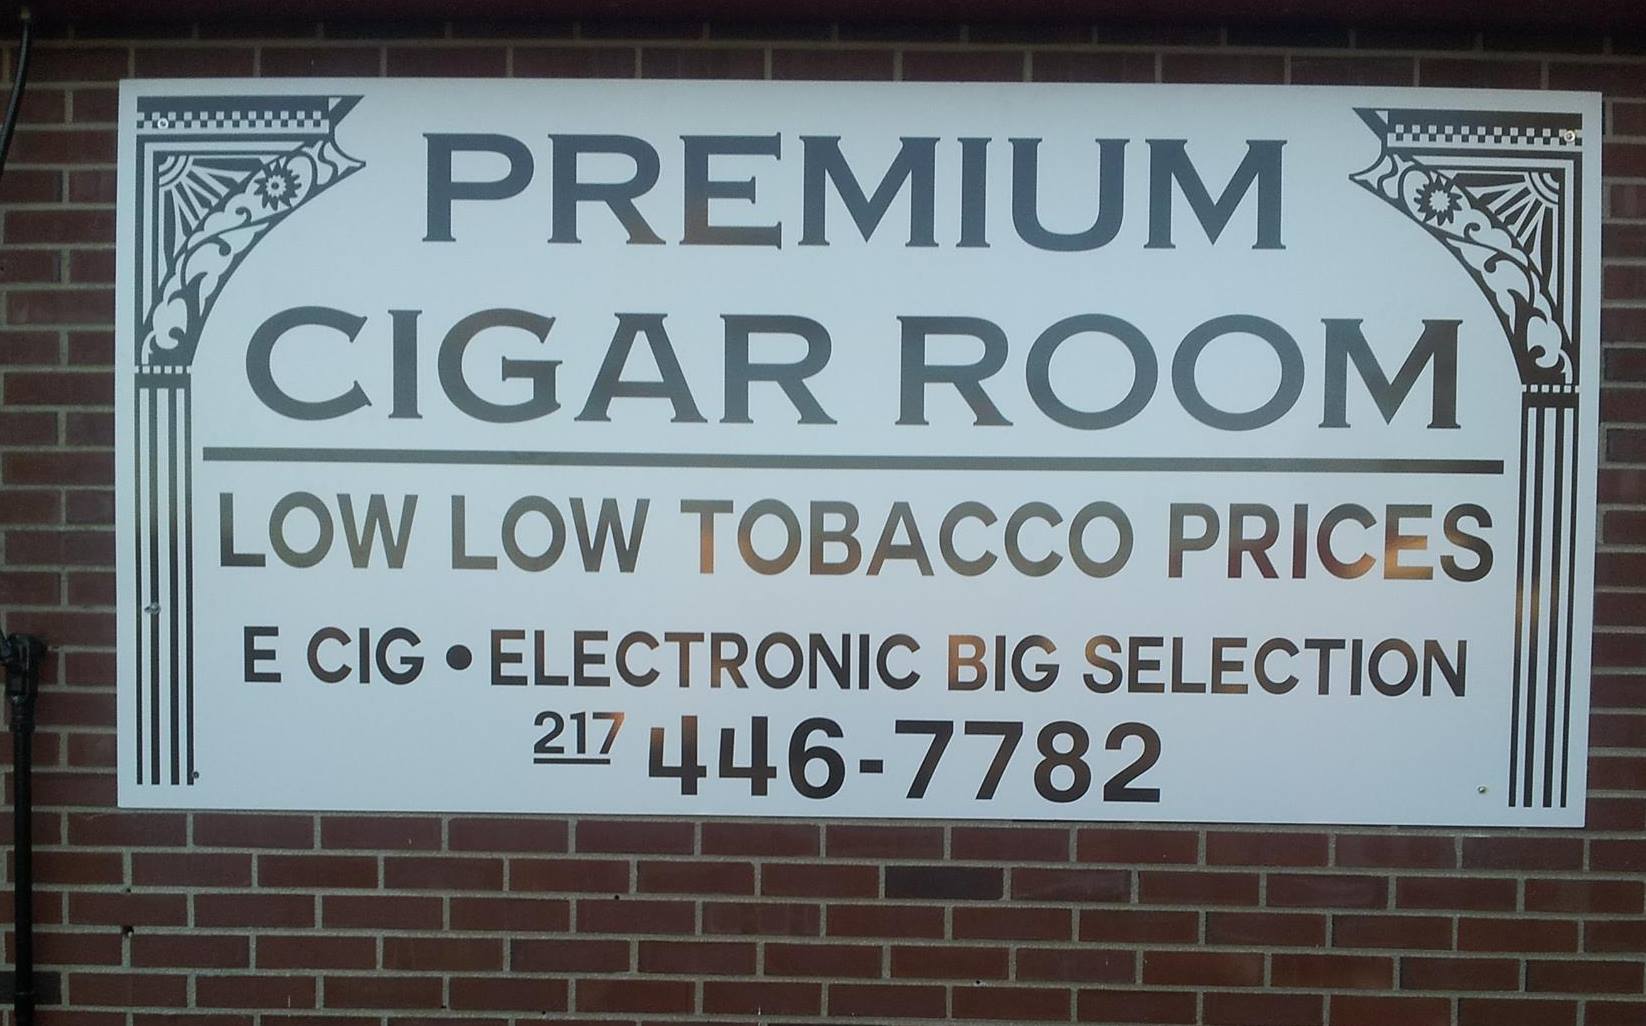 PREMIUM
CIGAR ROOM
LOW LOW TOBACCO PRICES
E CIG • ELECTRONIC BIG SELECTION
217 446-7782